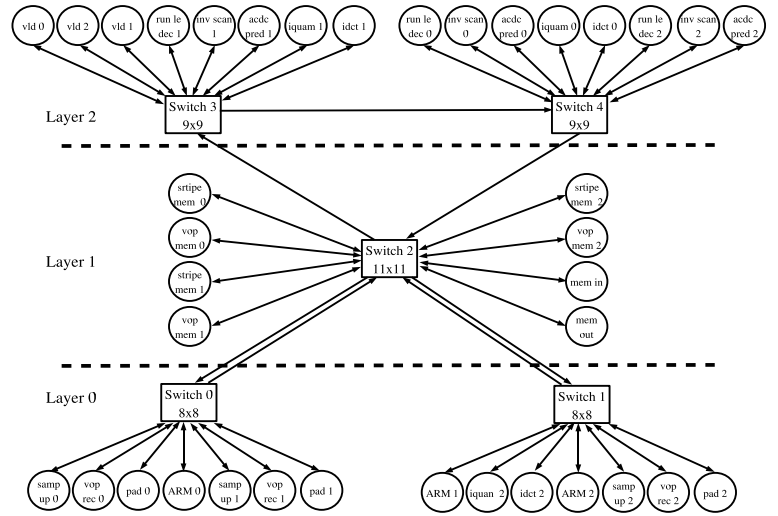 vld 0
vld 2
vld 1
run le
dec 1
inv scan
1
acdc
pred 1
iquam 1
idct 1
run le
dec 0
inv scan
0
acdc
pred 0
iquam 0
idct 0
run le
dec 2
inv scan
2
acdc
pred 2
Layer 2
Switch 3
9x9
Switch 4
9x9
Layer 1
srtipe
mem 0
vop
mem 0
stripe
mem 1
vop
mem 1
Switch 2
11x11
srtipe
mem 2
vop
mem 2
mem in
mem
out
Layer 0
Switch 0
8x8
Switch 1
8x8
samp
up 0
vop
rec 0
pad 0
ARM 0
samp
up 1
vop
rec 1
pad 1
ARM 1
iquan 2
idct 2
ARM 2
samp
up 2
vop
rec 2
pad 2